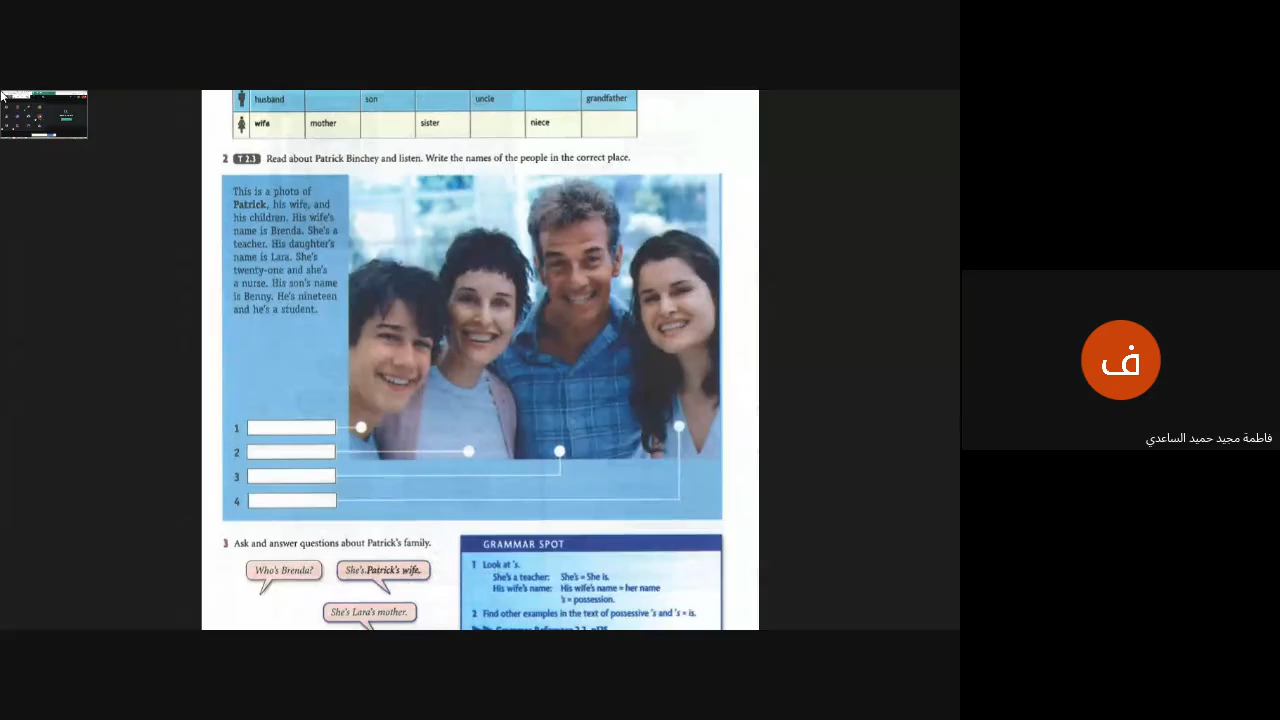 husband son uncle grandfather
wife mother sister niece
2 T 2.3 Read about Patrick Binchey and listen. Write the names of the people in the correct place.
This is a photo of
Patrick, his wife, and
his children. His wife's
name is Brenda. She's a
teacher. His daughter's
name is Lara. She's
twenty-one and she's
a nurse. His son's name
is Benny. He's nineteen
and he's a student.
1
2
3
4
3 Ask and answer questions about Patrick's family.
Who's Brenda?
She's Patrick's wife.
She's Lara's mother.
GRAMMAR SPOT
1 Look at 's.
She's a teacher: She's = She is.
His wife's name: His wife's name = her name
's = possession.
2 Find other examples in the text of possessive 's and 's = is.
ف
فاطمة مجيد حميد الساعدي